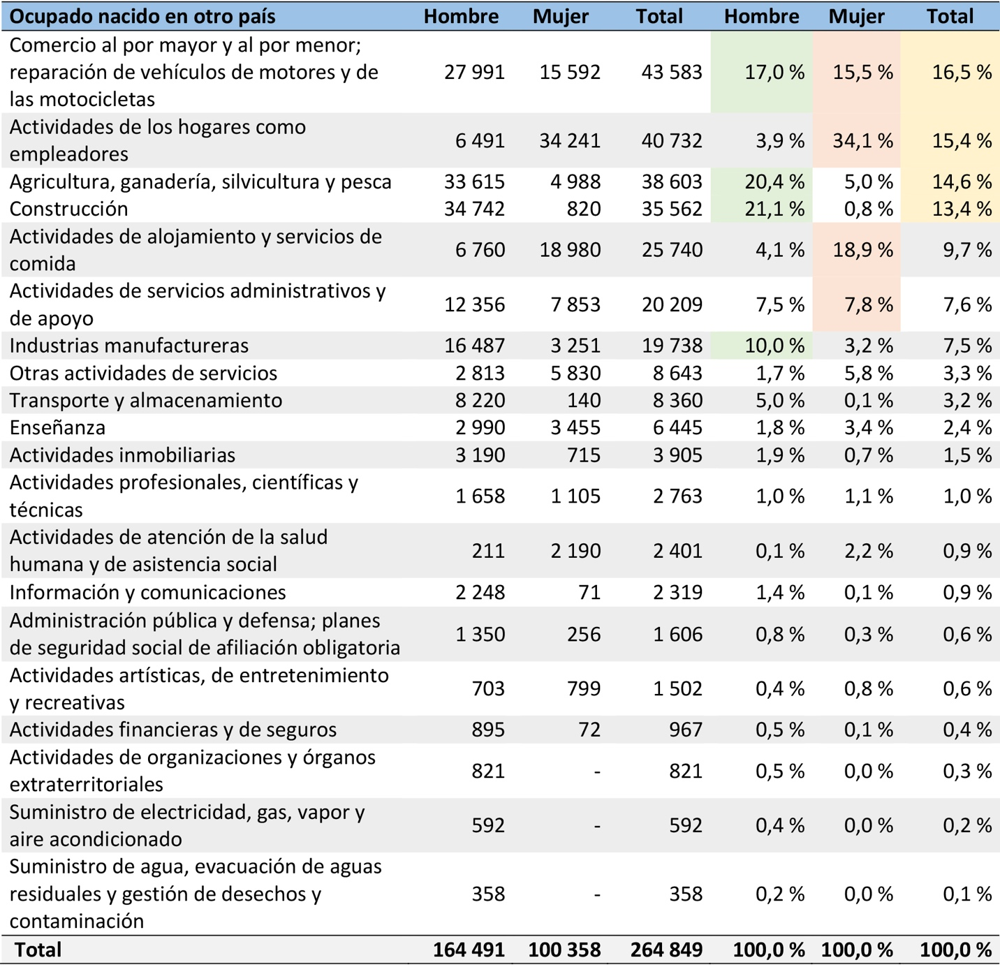 Ocupado nacido en otro país Hombre Mujer Total Hombre Mujer Total
Comercio al por mayor y al por menor;
reparación de vehículos de motores y de 27 991 15 592 43 583 17,0 % 15,5 % 16,5 %
las motocicletas
Actividades de los hogares como
empleadores 6 491 34 241 40 732 3,9 % 34,1 % 15,4 %
Agricultura, ganadería, silvicultura y pesca 33 615 4 988 38 603 20,4 % 5,0 % 14,6 %
Construcción 34 742 820 35 562 21,1 % 0,8 % 13,4 %
Actividades de alojamiento y servicios de
comida 6 760 18 980 25 740 4,1 % 18,9 % 9,7 %
Actividades de servicios administrativos y
de apoyo 12 356 7 853 20 209 7,5 % 7,8 % 7,6 %
Industrias manufactureras 16 487 3 251 19 738 10,0 % 3,2 % 7,5 %
Otras actividades de servicios 2 813 5 830 8 643 1,7 % 5,8 % 3,3 %
Transporte y almacenamiento 8 220 140 8 360 5,0 % 0,1 % 3,2 %
Enseñanza 2 990 3 455 6 445 1,8 % 3,4 % 2,4 %
Actividades inmobiliarias 3 190 715 3 905 1,9 % 0,7 % 1,5 %
Actividades profesionales, científicas y
técnicas 1 658 1 105 2 763 1,0 % 1,1 % 1,0 %
Actividades de atención de la salud
humana y de asistencia social 211 2 190 2 401 0,1 % 2,2 % 0,9 %
Información y comunicaciones 2 248 71 2 319 1,4 % 0,1 % 0,9 %
Administración pública y defensa; planes
de seguridad social de afiliación obligatoria 1 350 256 1 606 0,8 % 0,3 % 0,6 %
Actividades artísticas, de entretenimiento
y recreativas 703 799 1 502 0,4 % 0,8 % 0,6 %
Actividades financieras y de seguros 895 72 967 0,5 % 0,1 % 0,4 %
Actividades de organizaciones y órganos
extraterritoriales 821 - 821 0,5 % 0,0 % 0,3 %
Suministro de electricidad, gas, vapor y
aire acondicionado 592 - 592 0,4 % 0,0 % 0,2 %
Suministro de agua, evacuación de aguas
residuales y gestión de desechos y 358 - 358 0,2 % 0,0 % 0,1 %
contaminación
Total 164 491 100 358 264 849 100,0 % 100,0 % 100,0 %